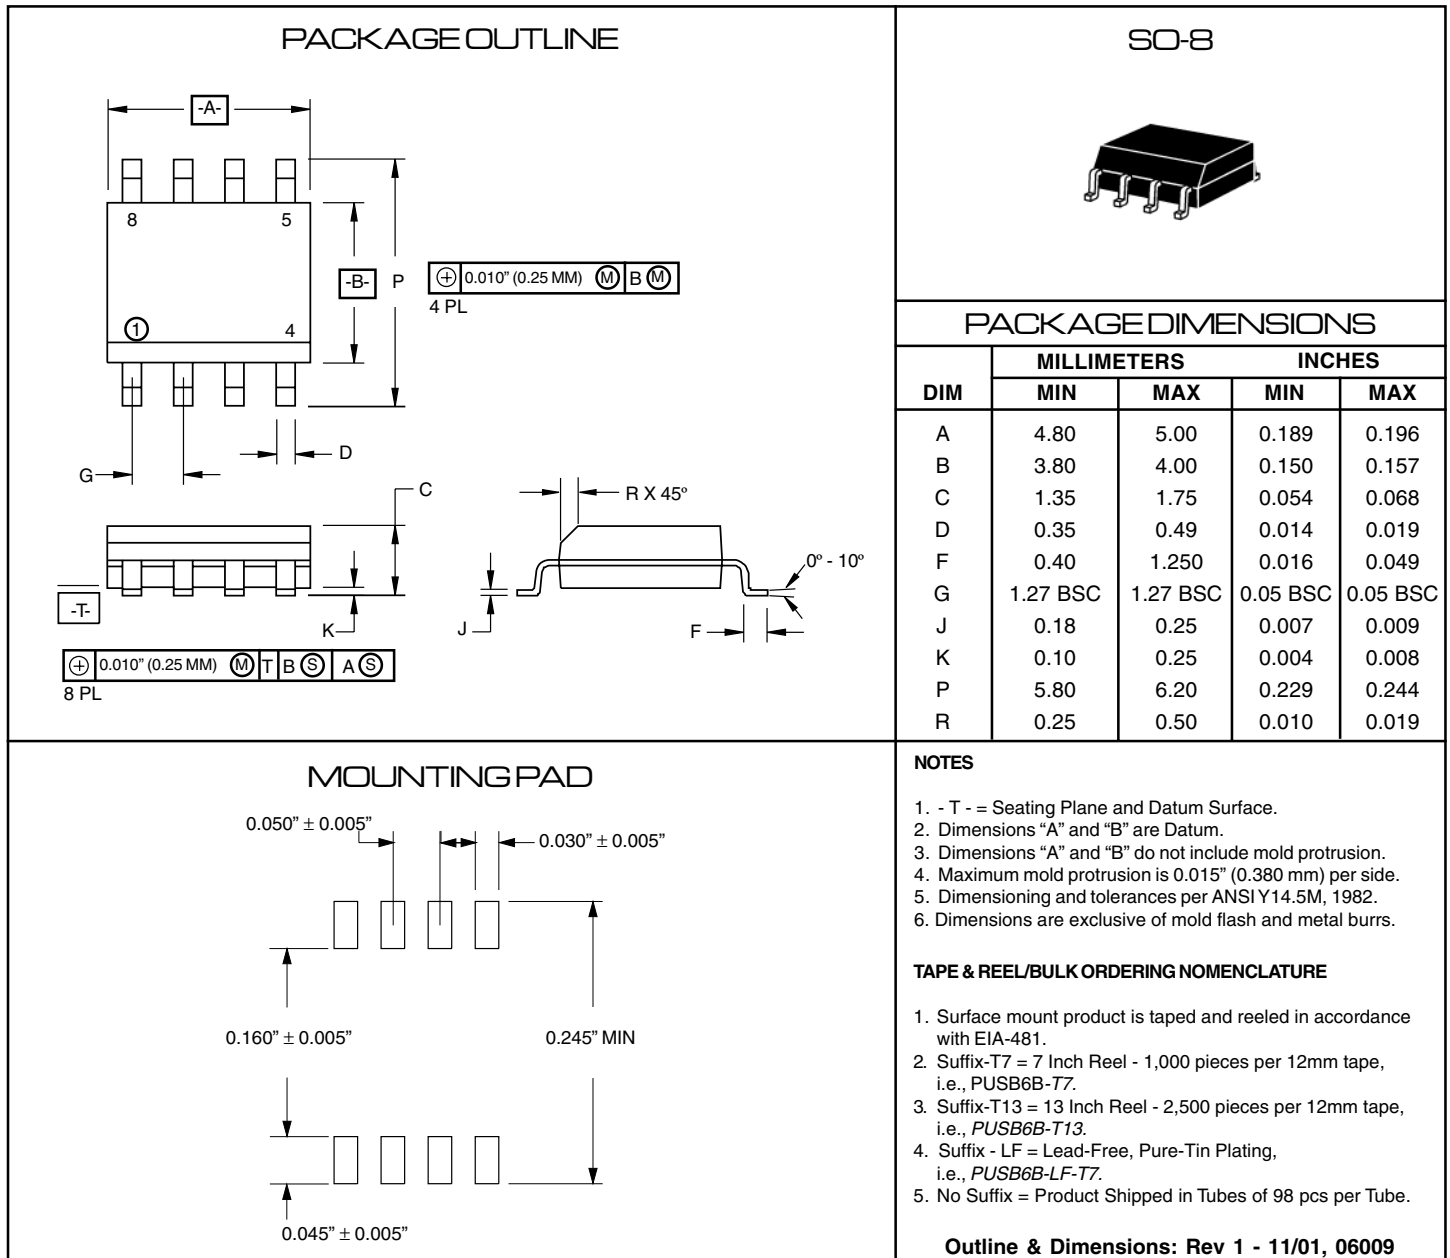 PACKAGE OUTLINE
-A-
8 5
-B- P
⌖ 0.010” (0.25 MM) Ⓜ B Ⓜ
4 PL
① 4
D
G
C
R X 45º
0º - 10º
-T-
K
J
F
⌖ 0.010” (0.25 MM) Ⓜ T B Ⓢ A Ⓢ
8 PL
SO-8
PACKAGE DIMENSIONS
MILLIMETERS INCHES
DIM MIN MAX MIN MAX
A 4.80 5.00 0.189 0.196
B 3.80 4.00 0.150 0.157
C 1.35 1.75 0.054 0.068
D 0.35 0.49 0.014 0.019
F 0.40 1.250 0.016 0.049
G 1.27 BSC 1.27 BSC 0.05 BSC 0.05 BSC
J 0.18 0.25 0.007 0.009
K 0.10 0.25 0.004 0.008
P 5.80 6.20 0.229 0.244
R 0.25 0.50 0.010 0.019
MOUNTING PAD
0.050” ± 0.005”
0.030” ± 0.005”
0.160” ± 0.005”
0.245” MIN
0.045” ± 0.005”
NOTES
1. - T - = Seating Plane and Datum Surface.
2. Dimensions “A” and “B” are Datum.
3. Dimensions “A” and “B” do not include mold protrusion.
4. Maximum mold protrusion is 0.015” (0.380 mm) per side.
5. Dimensioning and tolerances per ANSI Y14.5M, 1982.
6. Dimensions are exclusive of mold flash and metal burrs.
TAPE & REEL/BULK ORDERING NOMENCLATURE
1. Surface mount product is taped and reeled in accordance
with EIA-481.
2. Suffix-T7 = 7 Inch Reel - 1,000 pieces per 12mm tape,
i.e., PUSB6B-T7.
3. Suffix-T13 = 13 Inch Reel - 2,500 pieces per 12mm tape,
i.e., PUSB6B-T13.
4. Suffix - LF = Lead-Free, Pure-Tin Plating,
i.e., PUSB6B-LF-T7.
5. No Suffix = Product Shipped in Tubes of 98 pcs per Tube.
Outline & Dimensions: Rev 1 - 11/01, 06009